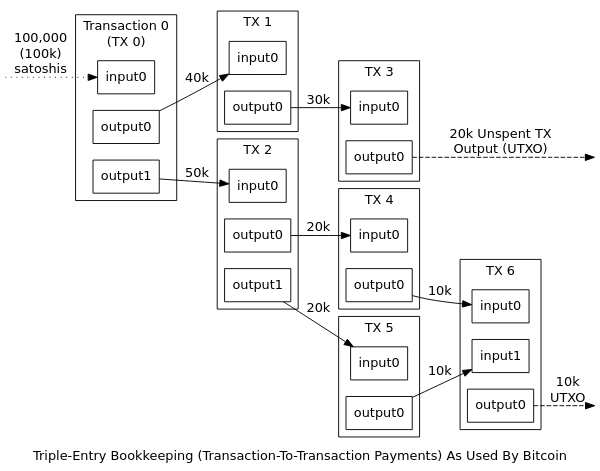 Transaction 0
(TX 0)
100,000
(100k)
satoshis
input0
output0
output1
40k
50k
TX 1
input0
output0
30k
TX 2
input0
output0
output1
20k
20k
TX 3
input0
output0
20k Unspent TX
Output (UTXO)
TX 4
input0
output0
10k
TX 5
input0
output0
10k
TX 6
input0
input1
output0
10k
UTXO
Triple-Entry Bookkeeping (Transaction-To-Transaction Payments) As Used By Bitcoin